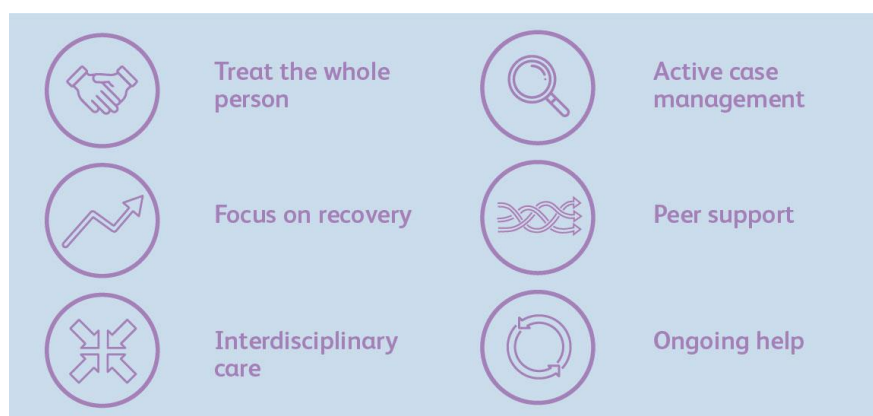 Treat the whole
person
Active case
management
Focus on recovery
Peer support
Interdisciplinary
care
Ongoing help